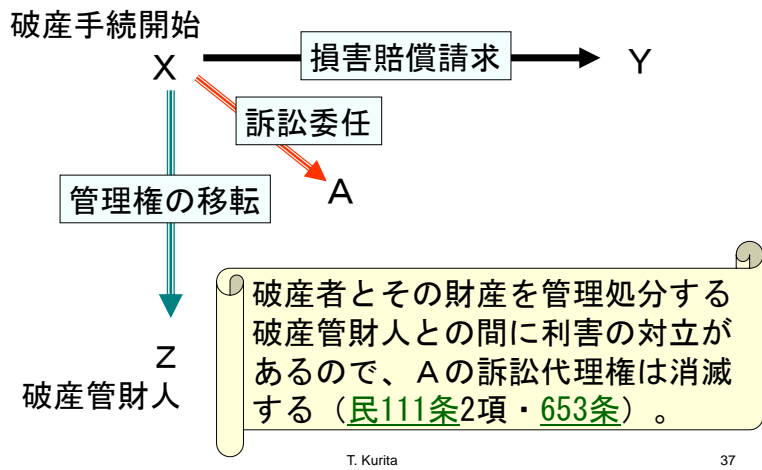 破産手続開始
X
損害賠償請求
Y
訴訟委任
A
管理権の移転
破産者とその財産を管理処分する
破産管財人との間に利害の対立が
あるので、Aの訴訟代理権は消滅
する（民111条2項・653条）。
Z
破産管財人
T. Kurita
37